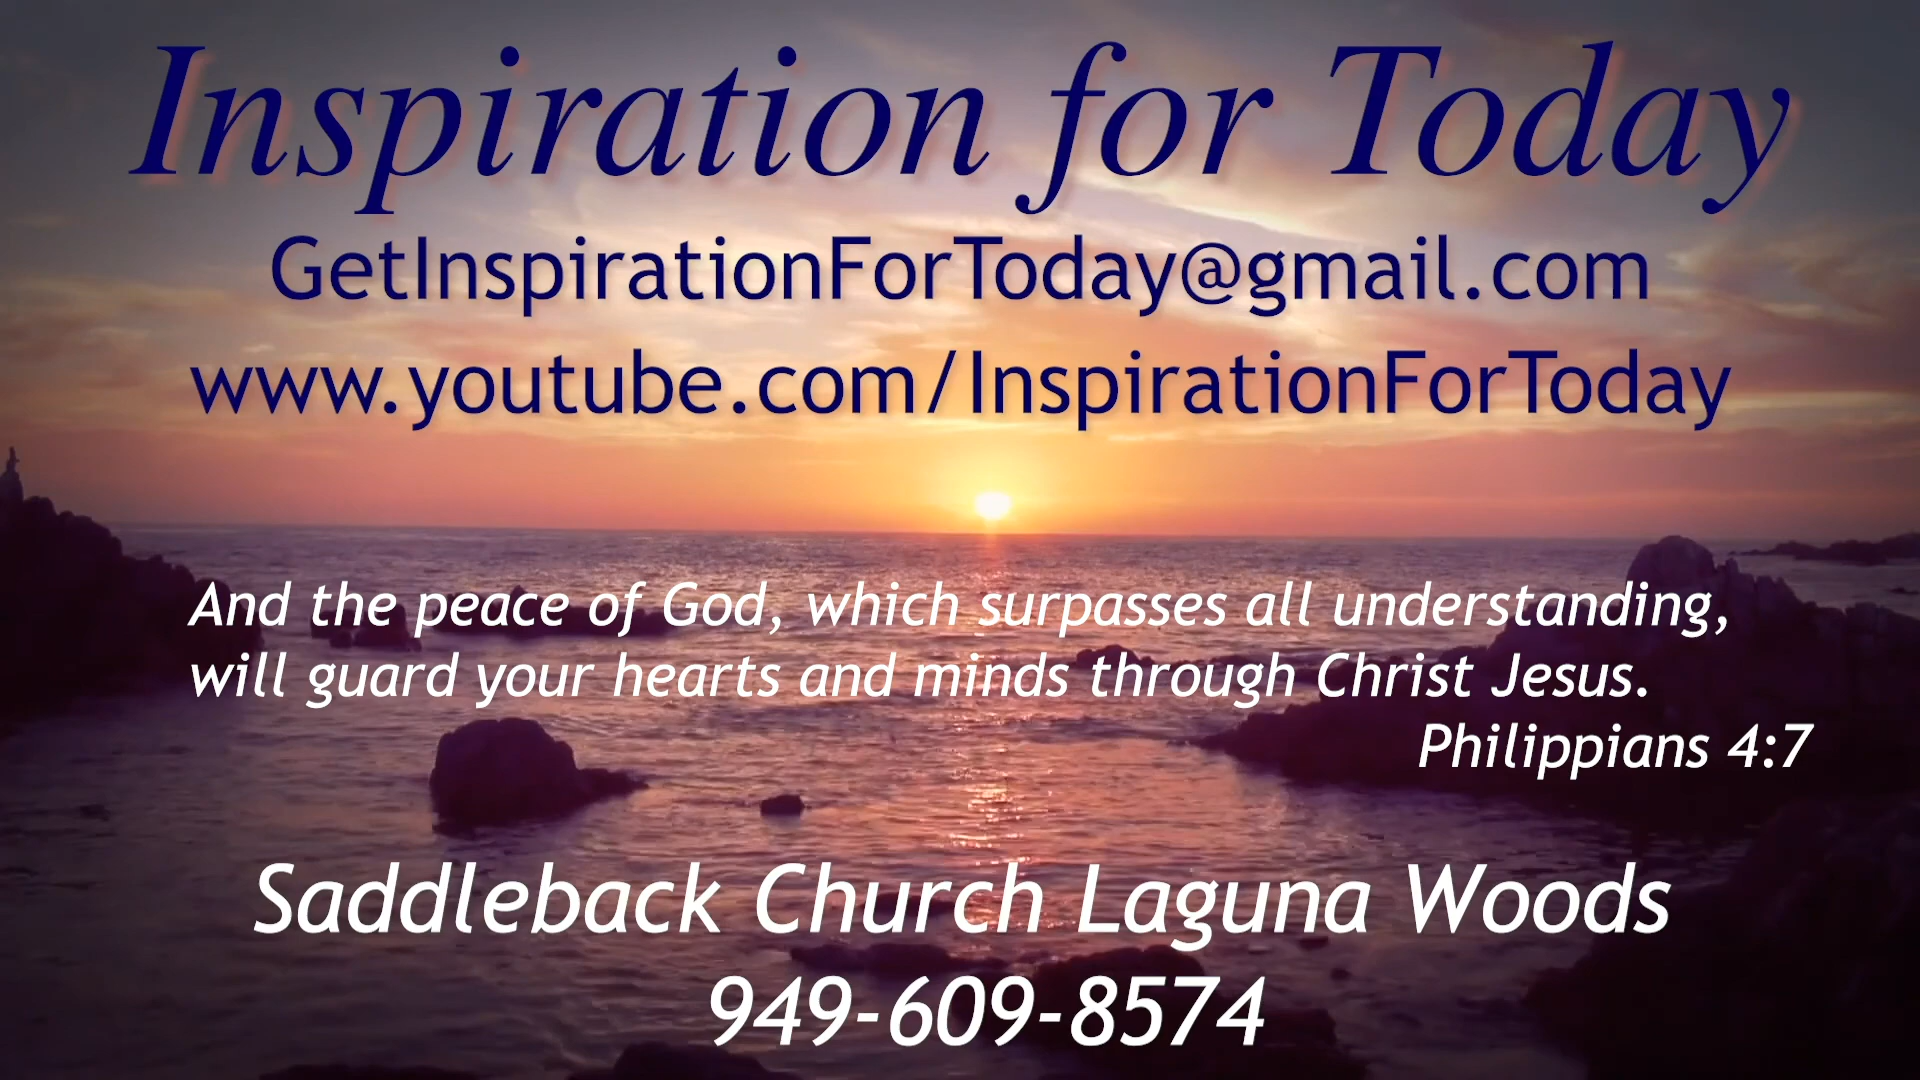 Inspiration for Today
GetInspirationForToday@gmail.com
www.youtube.com/InspirationForToday
And the peace of God, which surpasses all understanding,
will guard your hearts and minds through Christ Jesus.
Philippians 4:7
Saddleback Church Laguna Woods
949-609-8574